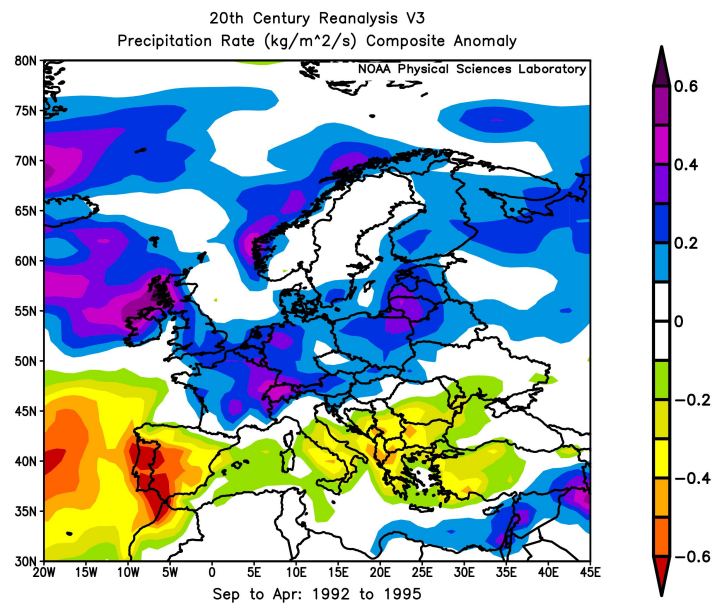 20th Century Reanalysis V3
Precipitation Rate (kg/m^2/s) Composite Anomaly
NOAA Physical Sciences Laboratory
80N
75N
70N
65N
60N
55N
50N
45N
40N
35N
30N
20W 15W 10W 5W 0 5E 10E 15E 20E 25E 30E 35E 40E 45E
0.6
0.4
0.2
0
-0.2
-0.4
-0.6
Sep to Apr: 1992 to 1995